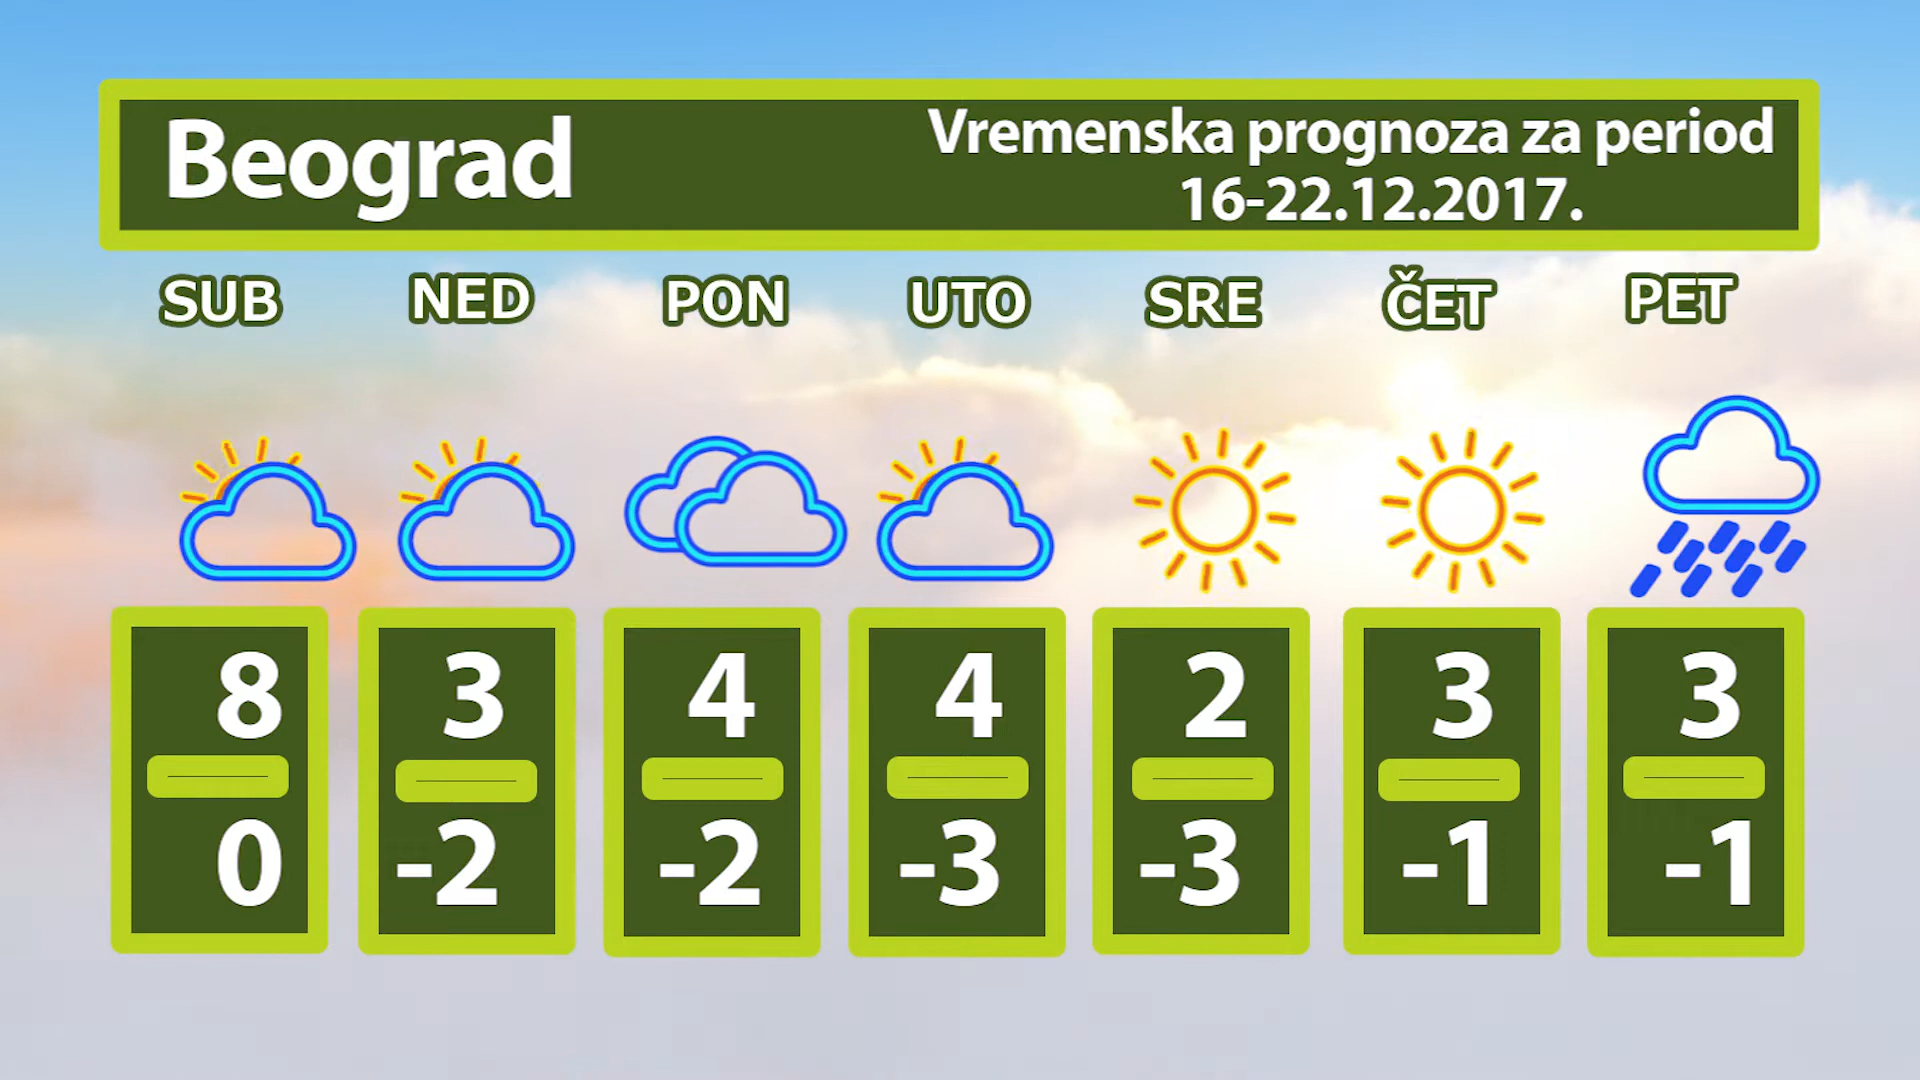 Beograd
Vremenska prognoza za period
16-22.12.2017.
SUB NED PON UTO SRE ČET PET
8 3 4 4 2 3 3
0 -2 -2 -3 -3 -1 -1